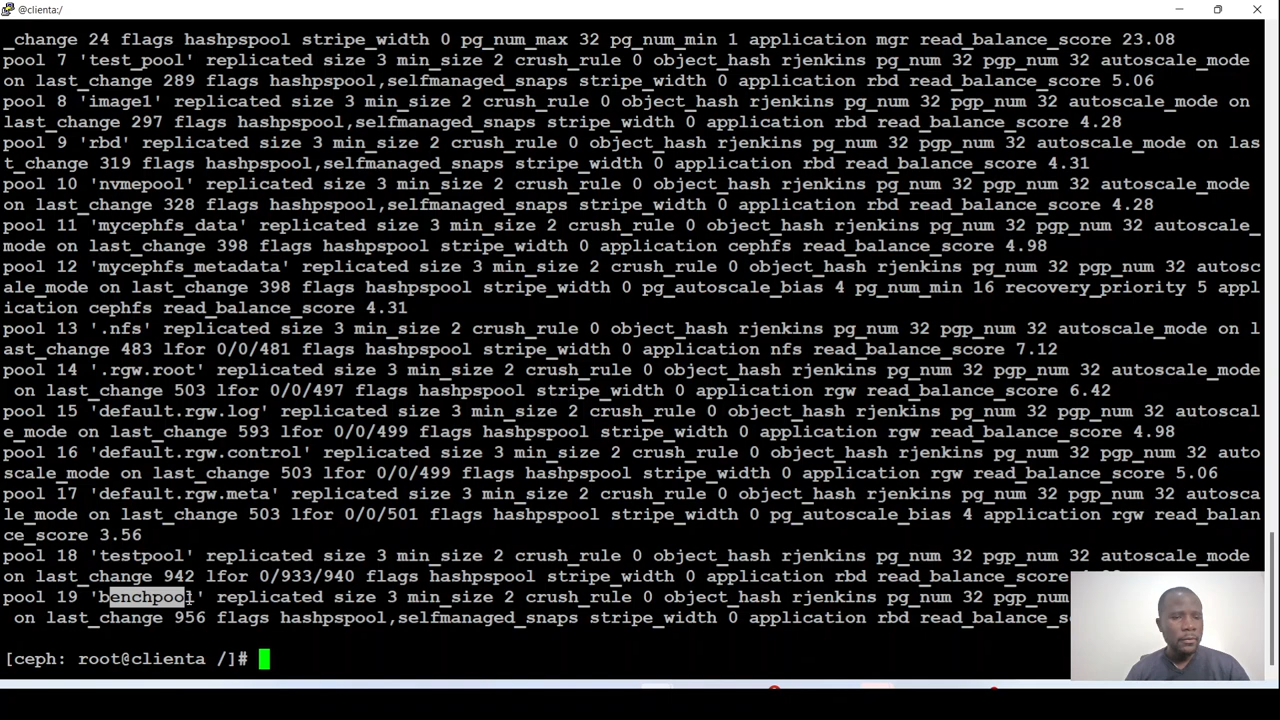 @clienta:/
_change 24 flags hashpspool stripe_width 0 pg_num_max 32 pg_num_min 1 application mgr read_balance_score 23.08
pool 7 'test_pool' replicated size 3 min_size 2 crush_rule 0 object_hash rjenkins pg_num 32 pgp_num 32 autoscale_mode
on last_change 289 flags hashpspool,selfmanaged_snaps stripe_width 0 application rbd read_balance_score 5.06
pool 8 'image1' replicated size 3 min_size 2 crush_rule 0 object_hash rjenkins pg_num 32 pgp_num 32 autoscale_mode on
last_change 297 flags hashpspool,selfmanaged_snaps stripe_width 0 application rbd read_balance_score 4.28
pool 9 'rbd' replicated size 3 min_size 2 crush_rule 0 object_hash rjenkins pg_num 32 pgp_num 32 autoscale_mode on las
t_change 319 flags hashpspool,selfmanaged_snaps stripe_width 0 application rbd read_balance_score 4.31
pool 10 'nvmepool' replicated size 3 min_size 2 crush_rule 0 object_hash rjenkins pg_num 32 pgp_num 32 autoscale_mode
on last_change 328 flags hashpspool,selfmanaged_snaps stripe_width 0 application rbd read_balance_score 4.28
pool 11 'mycephfs_data' replicated size 3 min_size 2 crush_rule 0 object_hash rjenkins pg_num 32 pgp_num 32 autoscale_
mode on last_change 398 flags hashpspool stripe_width 0 application cephfs read_balance_score 4.98
pool 12 'mycephfs_metadata' replicated size 3 min_size 2 crush_rule 0 object_hash rjenkins pg_num 32 pgp_num 32 autosc
ale_mode on last_change 398 flags hashpspool stripe_width 0 pg_autoscale_bias 4 pg_num_min 16 recovery_priority 5 appl
ication cephfs read_balance_score 4.31
pool 13 '.nfs' replicated size 3 min_size 2 crush_rule 0 object_hash rjenkins pg_num 32 pgp_num 32 autoscale_mode on l
ast_change 483 lfor 0/0/481 flags hashpspool stripe_width 0 application nfs read_balance_score 7.12
pool 14 '.rgw.root' replicated size 3 min_size 2 crush_rule 0 object_hash rjenkins pg_num 32 pgp_num 32 autoscale_mode
on last_change 503 lfor 0/0/497 flags hashpspool stripe_width 0 application rgw read_balance_score 6.42
pool 15 'default.rgw.log' replicated size 3 min_size 2 crush_rule 0 object_hash rjenkins pg_num 32 pgp_num 32 autoscal
e_mode on last_change 593 lfor 0/0/499 flags hashpspool stripe_width 0 application rgw read_balance_score 4.98
pool 16 'default.rgw.control' replicated size 3 min_size 2 crush_rule 0 object_hash rjenkins pg_num 32 pgp_num 32 auto
scale_mode on last_change 503 lfor 0/0/499 flags hashpspool stripe_width 0 application rgw read_balance_score 5.06
pool 17 'default.rgw.meta' replicated size 3 min_size 2 crush_rule 0 object_hash rjenkins pg_num 32 pgp_num 32 autosca
le_mode on last_change 503 lfor 0/0/501 flags hashpspool stripe_width 0 pg_autoscale_bias 4 application rgw read_balan
ce_score 3.56
pool 18 'testpool' replicated size 3 min_size 2 crush_rule 0 object_hash rjenkins pg_num 32 pgp_num 32 autoscale_mode
on last_change 942 lfor 0/933/940 flags hashpspool stripe_width 0 application rbd read_balance_sco
pool 19 'benchpool' replicated size 3 min_size 2 crush_rule 0 object_hash rjenkins pg_num 32 pgp_num
on last_change 956 flags hashpspool,selfmanaged_snaps stripe_width 0 application rbd read_balance_sc
[ceph: root@clienta /]#